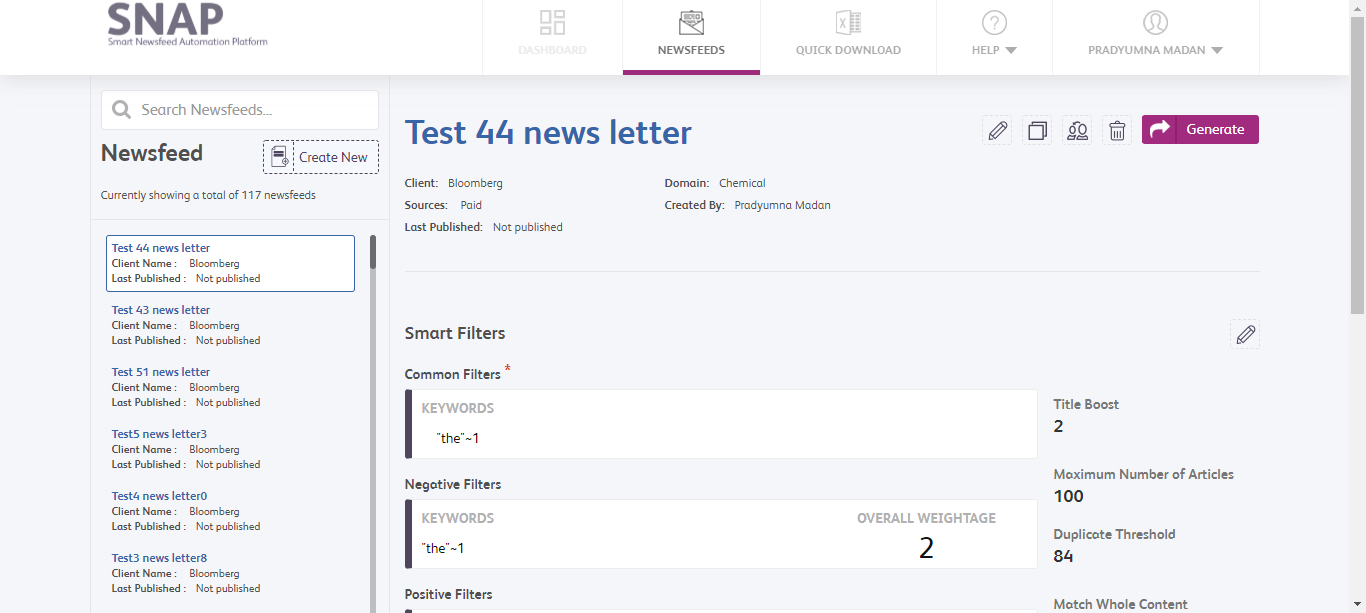 SNAP
Smart Newsfeed Automation Platform
DASHBOARD
NEWSFEEDS
QUICK DOWNLOAD
HELP
PRADYUMNA MADAN
Search Newsfeeds...
Newsfeed
Create New
Currently showing a total of 117 newsfeeds
Test 44 news letter
Client Name : Bloomberg
Last Published : Not published
Test 43 news letter
Client Name : Bloomberg
Last Published : Not published
Test 51 news letter
Client Name : Bloomberg
Last Published : Not published
Test5 news letter3
Client Name : Bloomberg
Last Published : Not published
Test4 news letter0
Client Name : Bloomberg
Last Published : Not published
Test3 news letter8
Client Name : Bloomberg
Last Published : Not published
Test 44 news letter
Generate
Client: Bloomberg
Domain: Chemical
Sources: Paid
Created By: Pradyumna Madan
Last Published: Not published
Smart Filters
Common Filters *
KEYWORDS
"the"~1
Negative Filters
KEYWORDS
OVERALL WEIGHTAGE
"the"~1
2
Positive Filters
Title Boost
2
Maximum Number of Articles
100
Duplicate Threshold
84
Match Whole Content